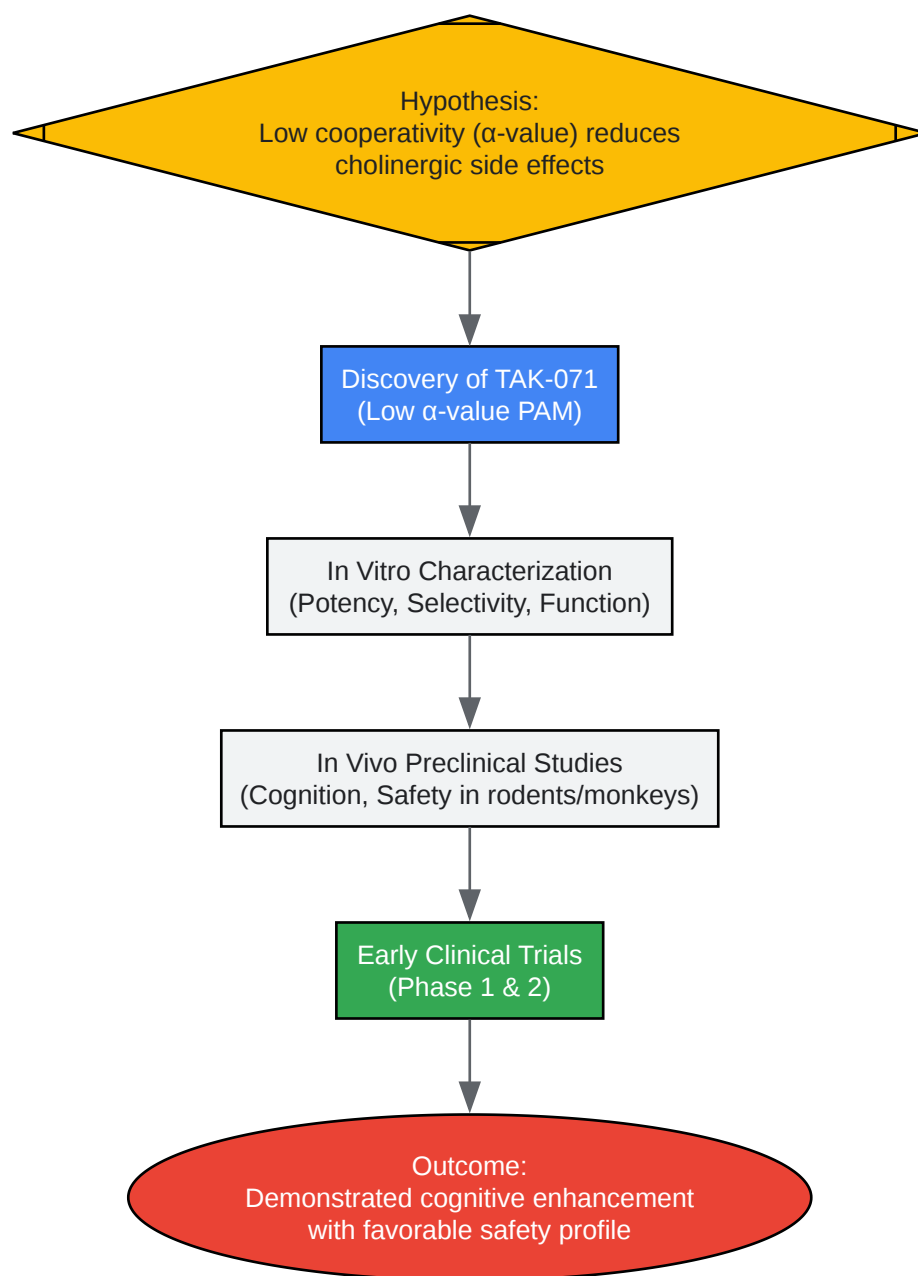 Hypothesis:
Low cooperativity (α-value) reduces
cholinergic side effects
Discovery of TAK-071
(Low α-value PAM)
In Vitro Characterization
(Potency, Selectivity, Function)
In Vivo Preclinical Studies
(Cognition, Safety in rodents/monkeys)
Early Clinical Trials
(Phase 1 & 2)
Outcome:
Demonstrated cognitive enhancement
with favorable safety profile